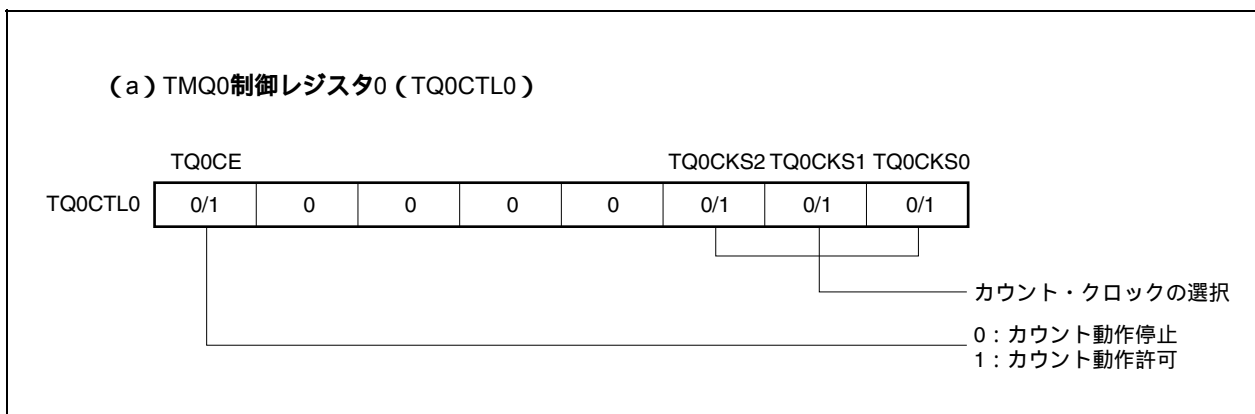 (a)TMQ0制御レジスタ0(TQ0CTL0)
TQ0CE TQ0CKS2 TQ0CKS1 TQ0CKS0
TQ0CTL0 0/1 0 0 0 0 0/1 0/1 0/1
カウント・クロックの選択
0:カウント動作停止
1:カウント動作許可